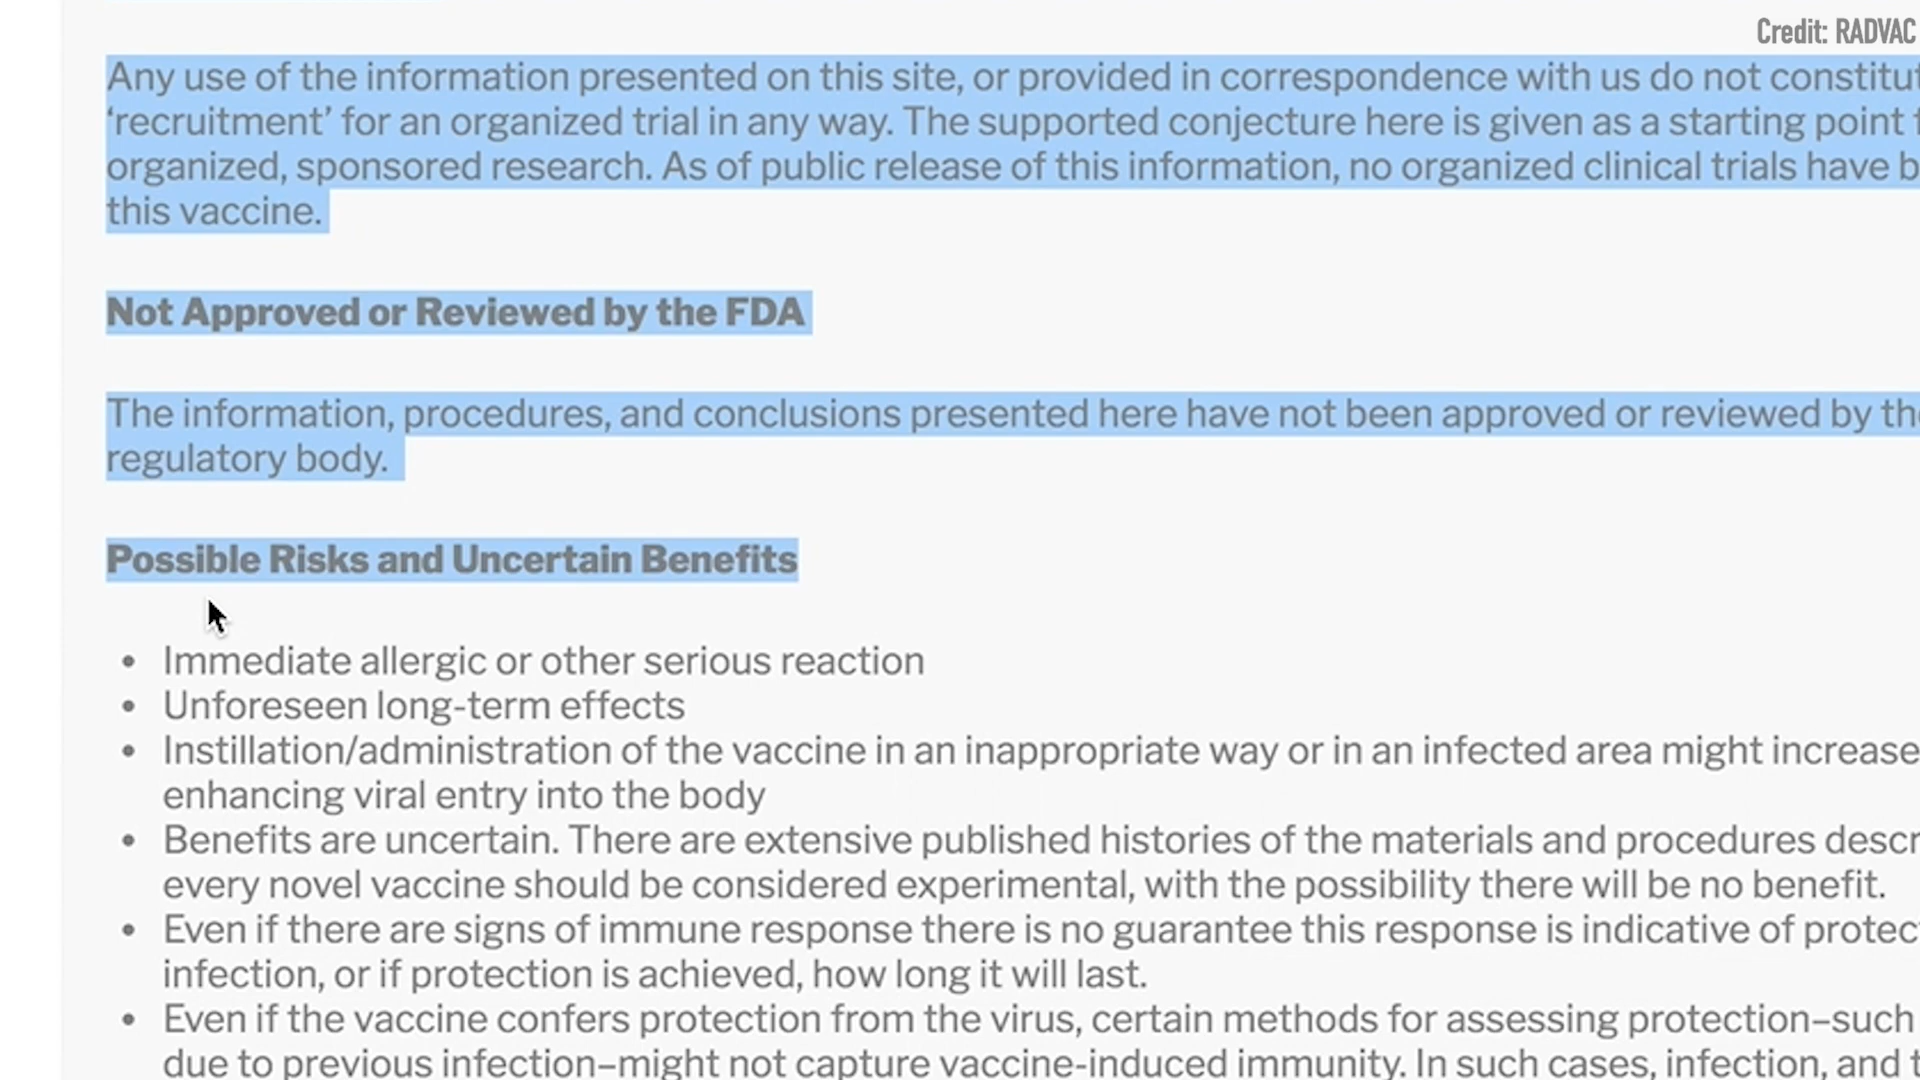 Credit: RADVAC
Any use of the information presented on this site, or provided in correspondence with us do not
‘recruitment’ for an organized trial in any way. The supported conjecture here is given as a starting point
organized, sponsored research. As of public release of this information, no organized clinical trials have
this vaccine.
Not Approved or Reviewed by the FDA
The information, procedures, and conclusions presented here have not been approved or reviewed by
regulatory body.
Possible Risks and Uncertain Benefits
• Immediate allergic or other serious reaction
• Unforeseen long-term effects
• Instillation/administration of the vaccine in an inappropriate way or in an infected area might increase
enhancing viral entry into the body
• Benefits are uncertain. There are extensive published histories of the materials and procedures
every novel vaccine should be considered experimental, with the possibility there will be no benefit.
• Even if there are signs of immune response there is no guarantee this response is indicative of
infection, or if protection is achieved, how long it will last.
• Even if the vaccine confers protection from the virus, certain methods for assessing protection–such
due to previous infection–might not capture vaccine-induced immunity. In such cases, infection, and